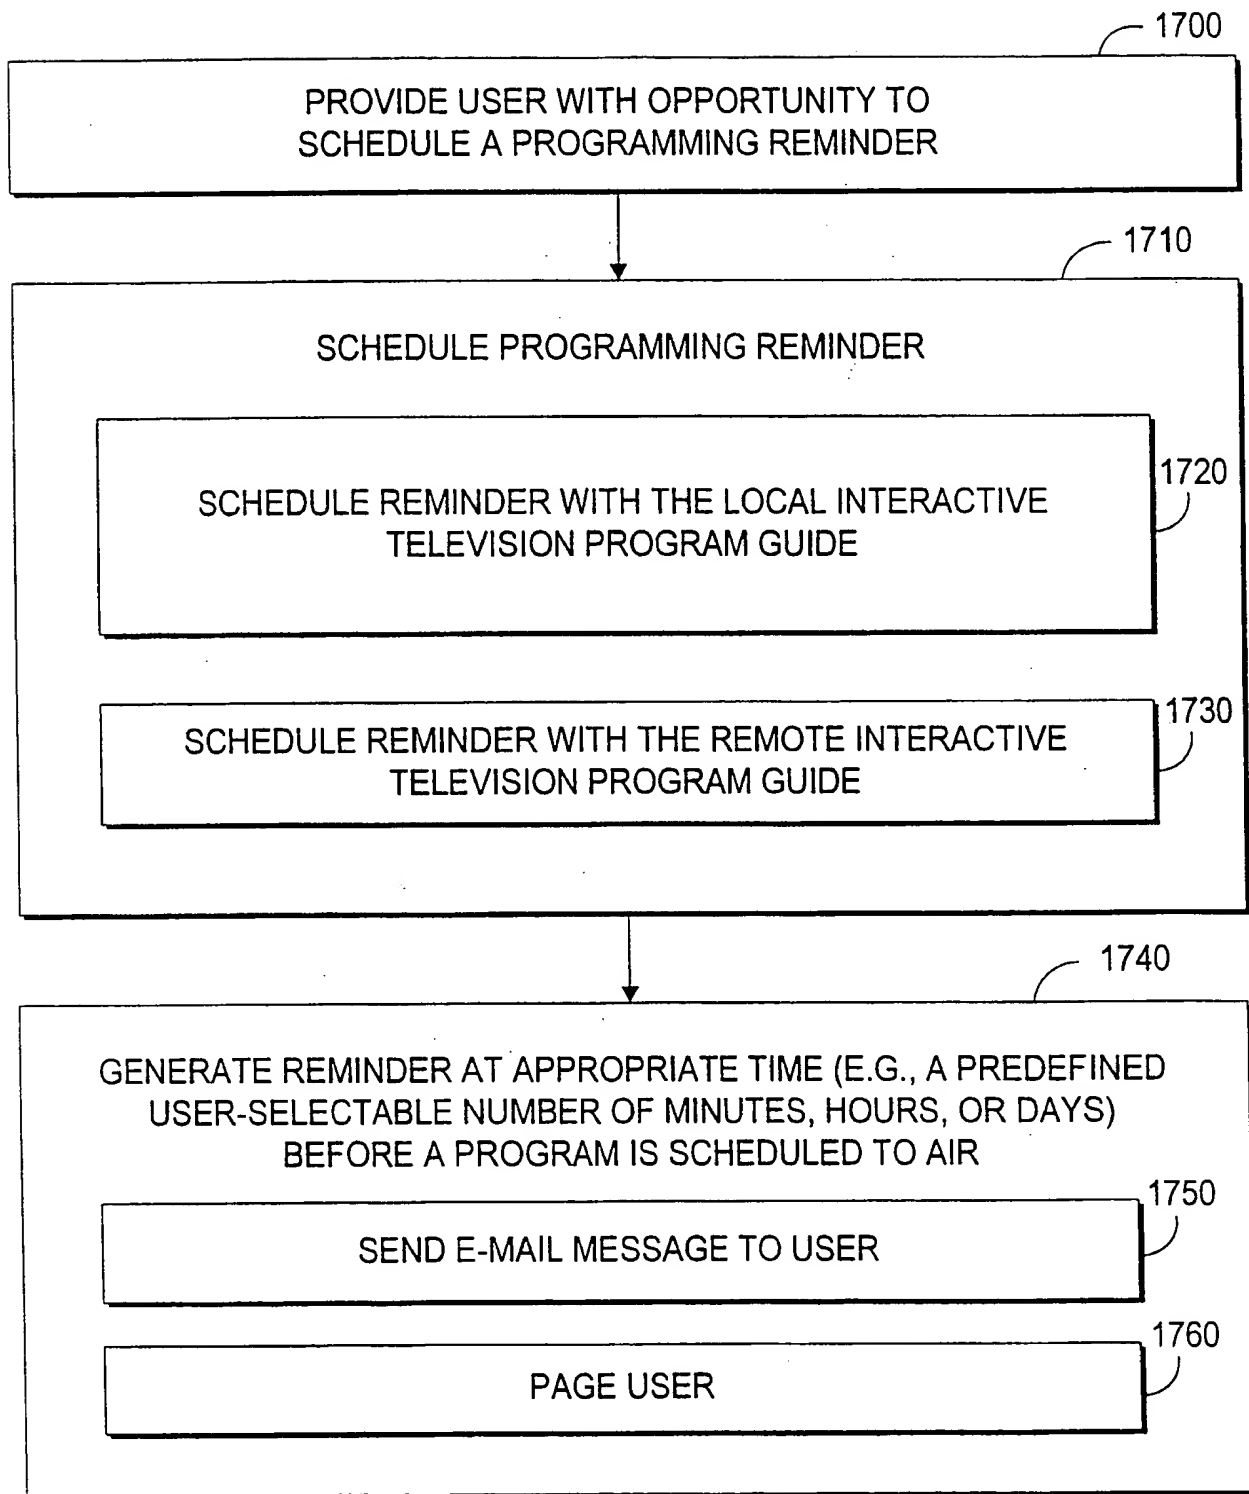 1700
PROVIDE USER WITH OPPORTUNITY TO
SCHEDULE A PROGRAMMING REMINDER
1710
SCHEDULE PROGRAMMING REMINDER
1720
SCHEDULE REMINDER WITH THE LOCAL INTERACTIVE
TELEVISION PROGRAM GUIDE
1730
SCHEDULE REMINDER WITH THE REMOTE INTERACTIVE
TELEVISION PROGRAM GUIDE
1740
GENERATE REMINDER AT APPROPRIATE TIME (E.G., A PREDEFINED
USER-SELECTABLE NUMBER OF MINUTES, HOURS, OR DAYS)
BEFORE A PROGRAM IS SCHEDULED TO AIR
1750
SEND E-MAIL MESSAGE TO USER
1760
PAGE USER